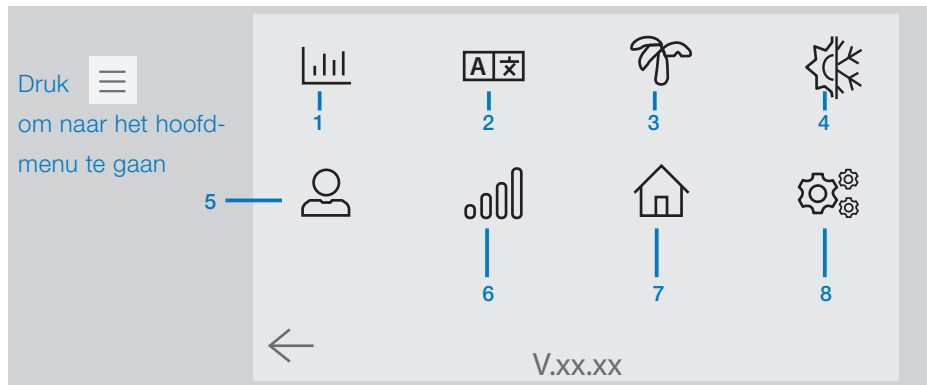 Druk
om naar het hoofd-
menu te gaan
A 文
1
2
3
4
5
6
7
8
V.xx.xx